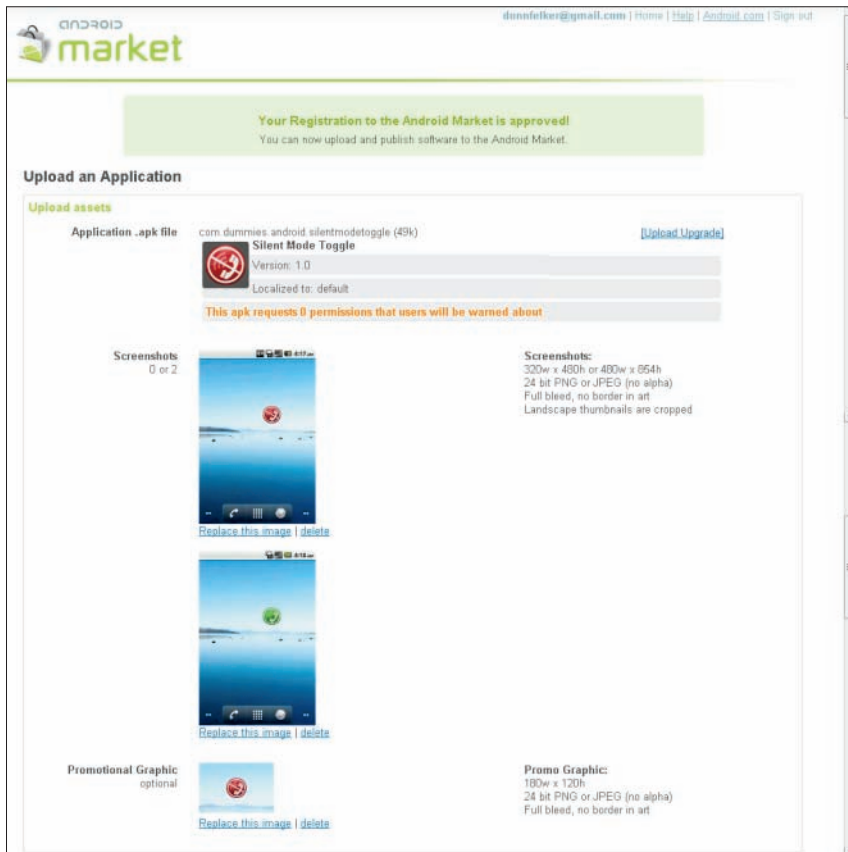 donnfelker@gmail.com | Home | Help | Android.com | Sign out
ANDROID
market
Your Registration to the Android Market is approved!
You can now upload and publish software to the Android Market.
Upload an Application
Upload assets
Application .apk file
com.dummies.android.silentmodetoggle (49k)
[Upload Upgrade]
Silent Mode Toggle
Version: 1.0
Localized to: default
This apk requests 0 permissions that users will be warned about
Screenshots
0 or 2
Replace this image | delete
Screenshots:
320w x 480h or 480w x 854h
24 bit PNG or JPEG (no alpha)
Full bleed, no border in art
Landscape thumbnails are cropped
Replace this image | delete
Promotional Graphic
optional
Replace this image | delete
Promo Graphic:
180w x 120h
24 bit PNG or JPEG (no alpha)
Full bleed, no border in art